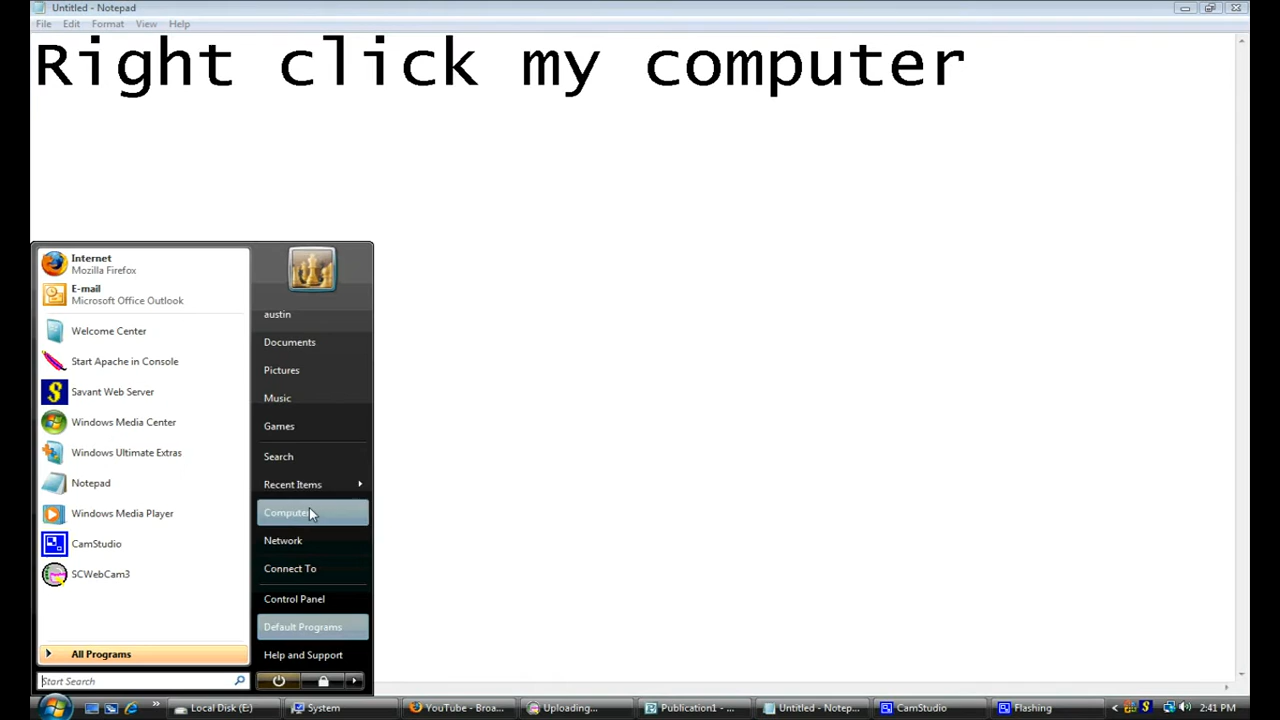 Untitled - Notepad
File Edit Format View Help
Right click my computer
Internet
Mozilla Firefox
E-mail
Microsoft Office Outlook
Welcome Center
Start Apache in Console
Savant Web Server
Windows Media Center
Windows Ultimate Extras
Notepad
Windows Media Player
CamStudio
SCWebCam3
All Programs
Start Search
austin
Documents
Pictures
Music
Games
Search
Recent Items
Computer
Network
Connect To
Control Panel
Default Programs
Help and Support
Local Disk (E:) System YouTube - Broa... Uploading... Publication1 - ... Untitled - Notep... CamStudio Flashing 2:41 PM